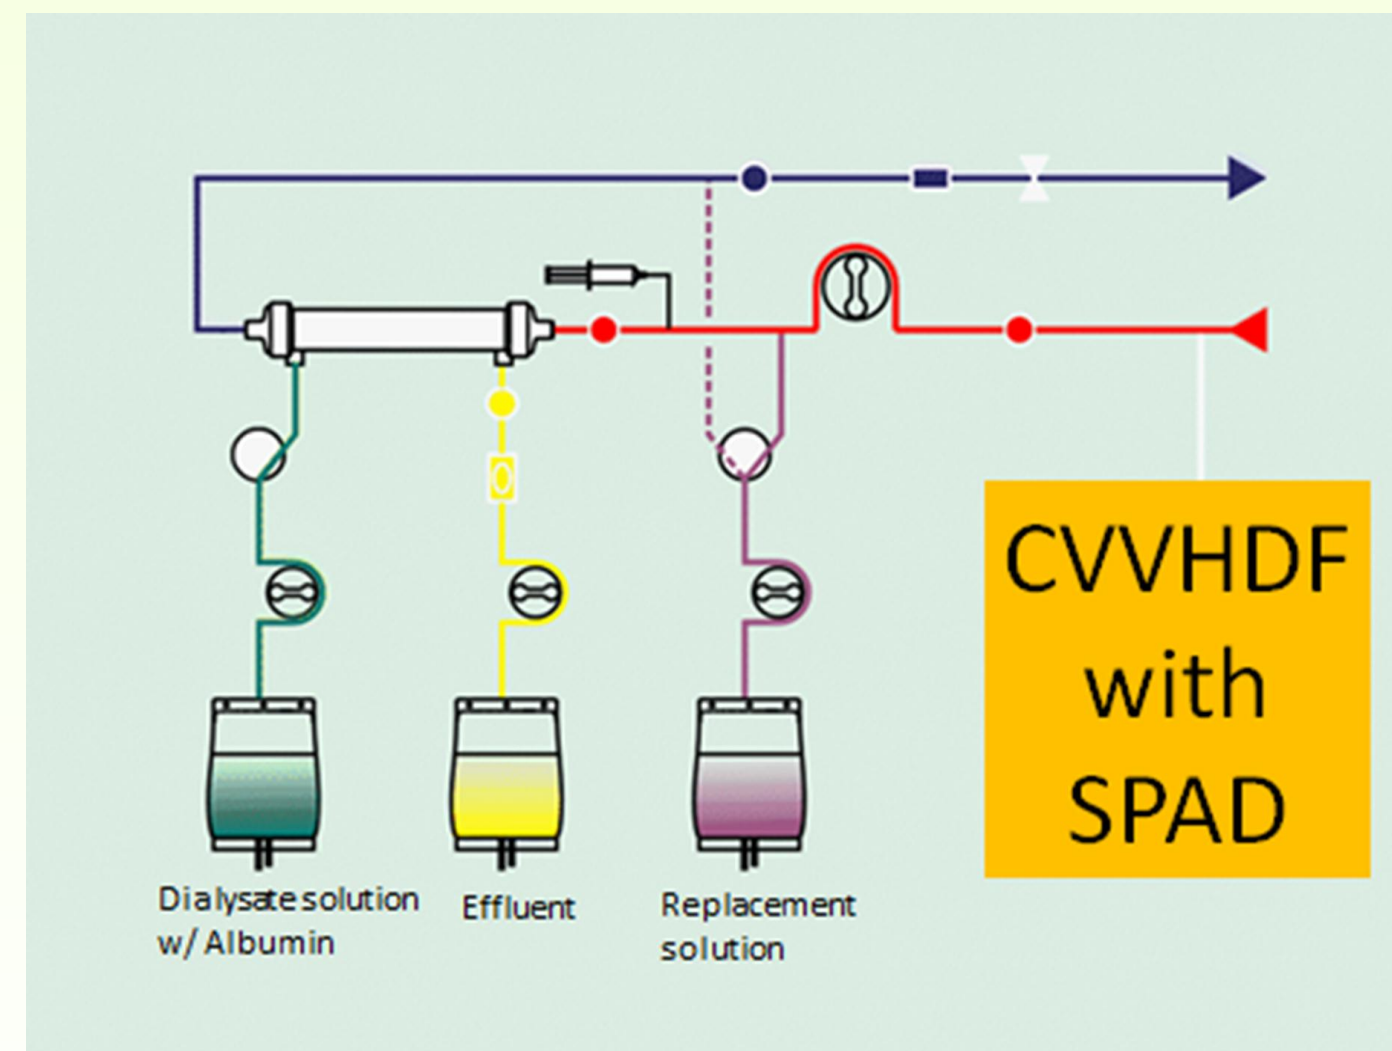 CVVHDF
with
SPAD
Dialysate solution
w/ Albumin
Effluent
Replacement
solution